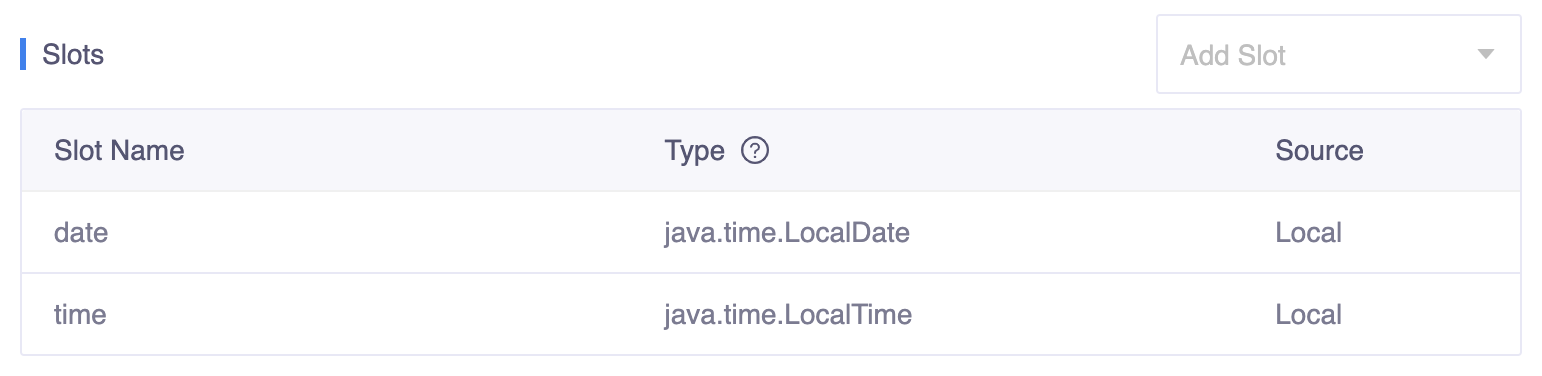 Slots
Add Slot
Slot Name Type ? Source
date java.time.LocalDate Local
time java.time.LocalTime Local